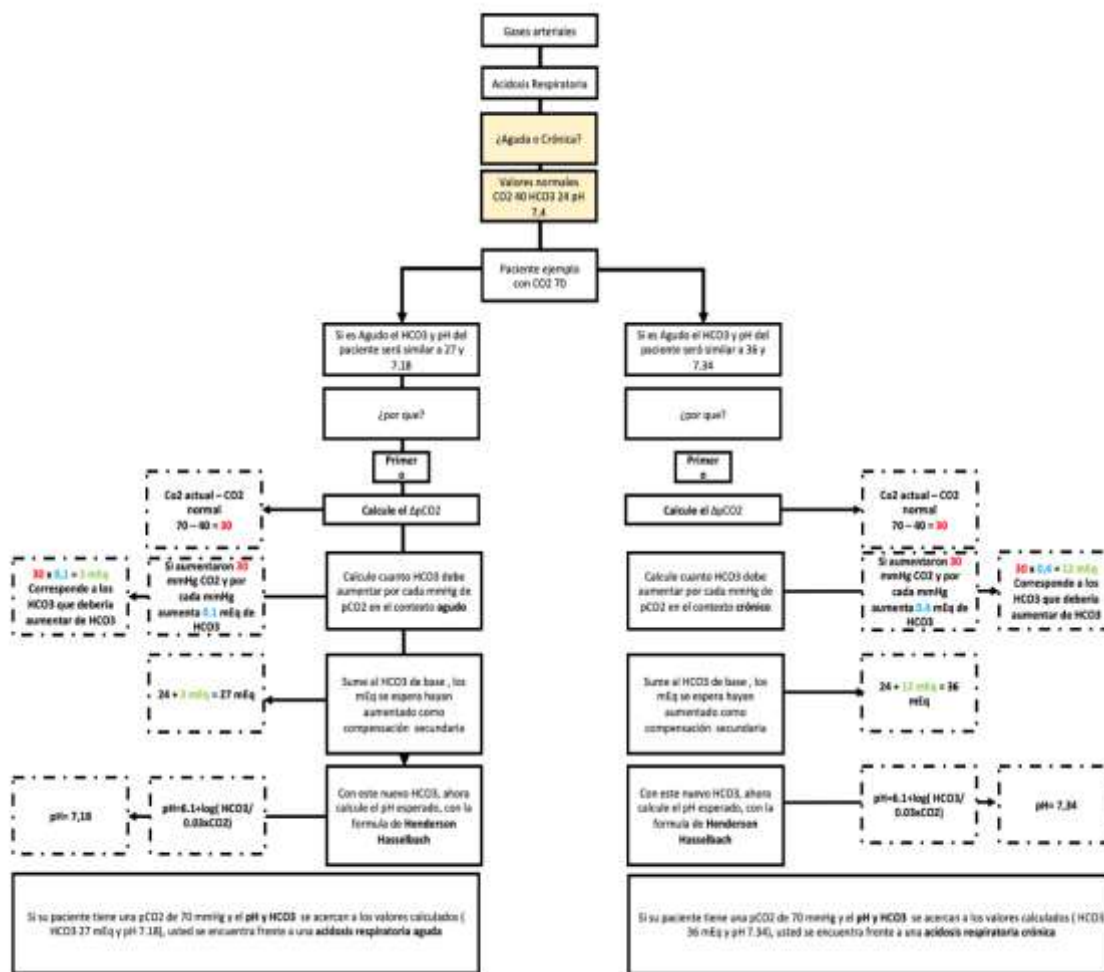 Gases arteriales
Acidosis Respiratoria
¿Aguda o Crónica?
Valores normales
CO2 40 HCO3 24 pH
7.4
Paciente ejemplo
con CO2 70
Si es Agudo el HCO3 y pH del
paciente será similar a 27 y
7,18
¿por que?
Primer
o
Calcule el ΔpCO2
Co2 actual – CO2
normal
70 – 40 = 30
Calcule cuanto HCO3 debe
aumentar por cada mmHg de
pCO2 en el contexto agudo
Si aumentaron 30
mmHg CO2 y por
cada mmHg
aumenta 0.1 mEq de
HCO3
30 x 0,1 = 3 mEq
Corresponde a los
HCO3 que debería
aumentar de HCO3
Sume al HCO3 de base , los
mEq se espera hayan
aumentado como
compensación secundaria
24 + 3 mEq = 27 mEq
Con este nuevo HCO3, ahora
calcule el pH esperado, con la
formula de Henderson
Hasselbach
pH=6.1+log( HCO3/
0.03xCO2)
pH= 7,18
Si su paciente tiene una pCO2 de 70 mmHg y el pH y HCO3 se acercan a los valores calculados (
HCO3 27 mEq y pH 7.18), usted se encuentra frente a una acidosis respiratoria aguda
Si es Agudo el HCO3 y pH del
paciente será similar a 36 y
7,34
¿por que?
Primer
o
Calcule el ΔpCO2
Co2 actual – CO2
normal
70 – 40 = 30
Calcule cuanto HCO3 debe
aumentar por cada mmHg de
pCO2 en el contexto crónico
Si aumentaron 30
mmHg CO2 y por
cada mmHg
aumenta 0.4 mEq de
HCO3
30 x 0,4 = 12 mEq
Corresponde a los
HCO3 que debería
aumentar de HCO3
Sume al HCO3 de base , los
mEq se espera hayan
aumentado como
compensación secundaria
24 + 12 mEq = 36
mEq
Con este nuevo HCO3, ahora
calcule el pH esperado, con la
formula de Henderson
Hasselbach
pH=6.1+log( HCO3/
0.03xCO2)
pH= 7,34
Si su paciente tiene una pCO2 de 70 mmHg y el pH y HCO3 se acercan a los valores calculados ( HCO3
36 mEq y pH 7.34), usted se encuentra frente a una acidosis respiratoria crónica